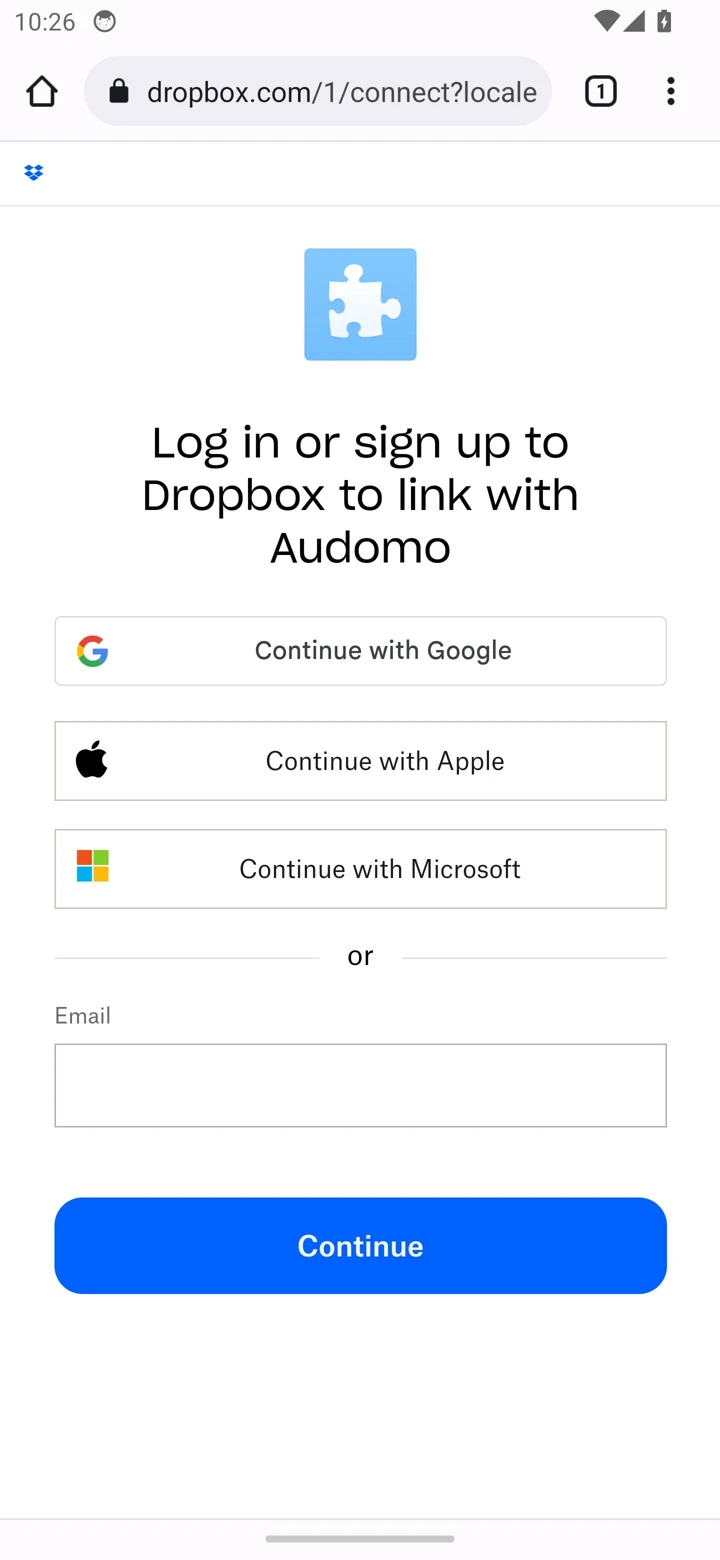 10:26
dropbox.com/1/connect?locale
1
Log in or sign up to
Dropbox to link with
Audomo
Continue with Google
Continue with Apple
Continue with Microsoft
or
Email
Continue